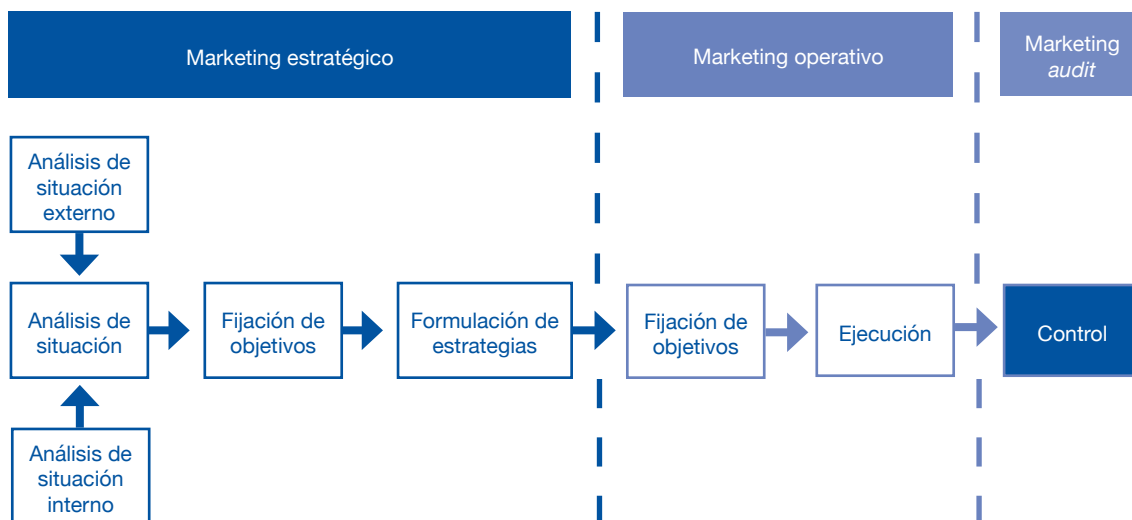 Marketing estratégico
Marketing operativo
Marketing
audit
Análisis de
situación
externo
Análisis de
situación
Fijación de
objetivos
Formulación de
estrategias
Fijación de
objetivos
Ejecución
Control
Análisis de
situación
interno